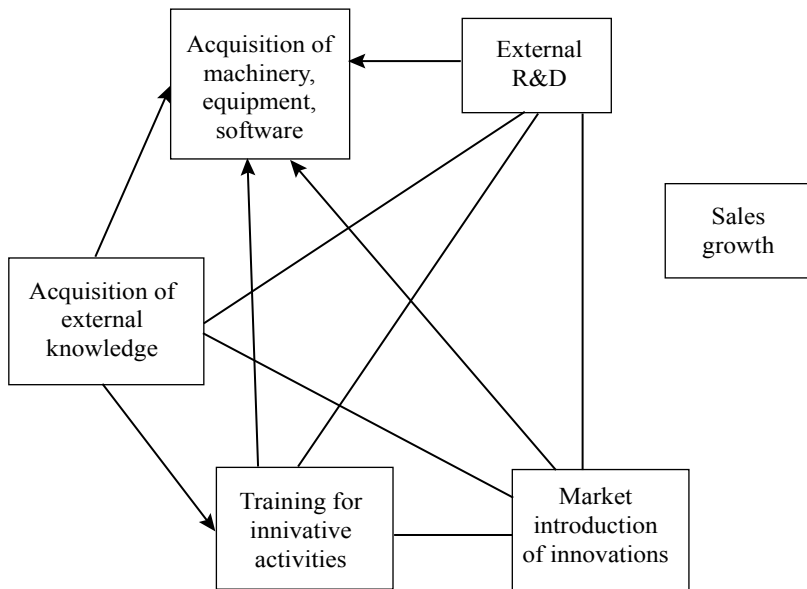 Acquisition of
machinery,
equipment,
software
External
R&D
Sales
growth
Acquisition of
external
knowledge
Training for
innivative
activities
Market
introduction
of innovations